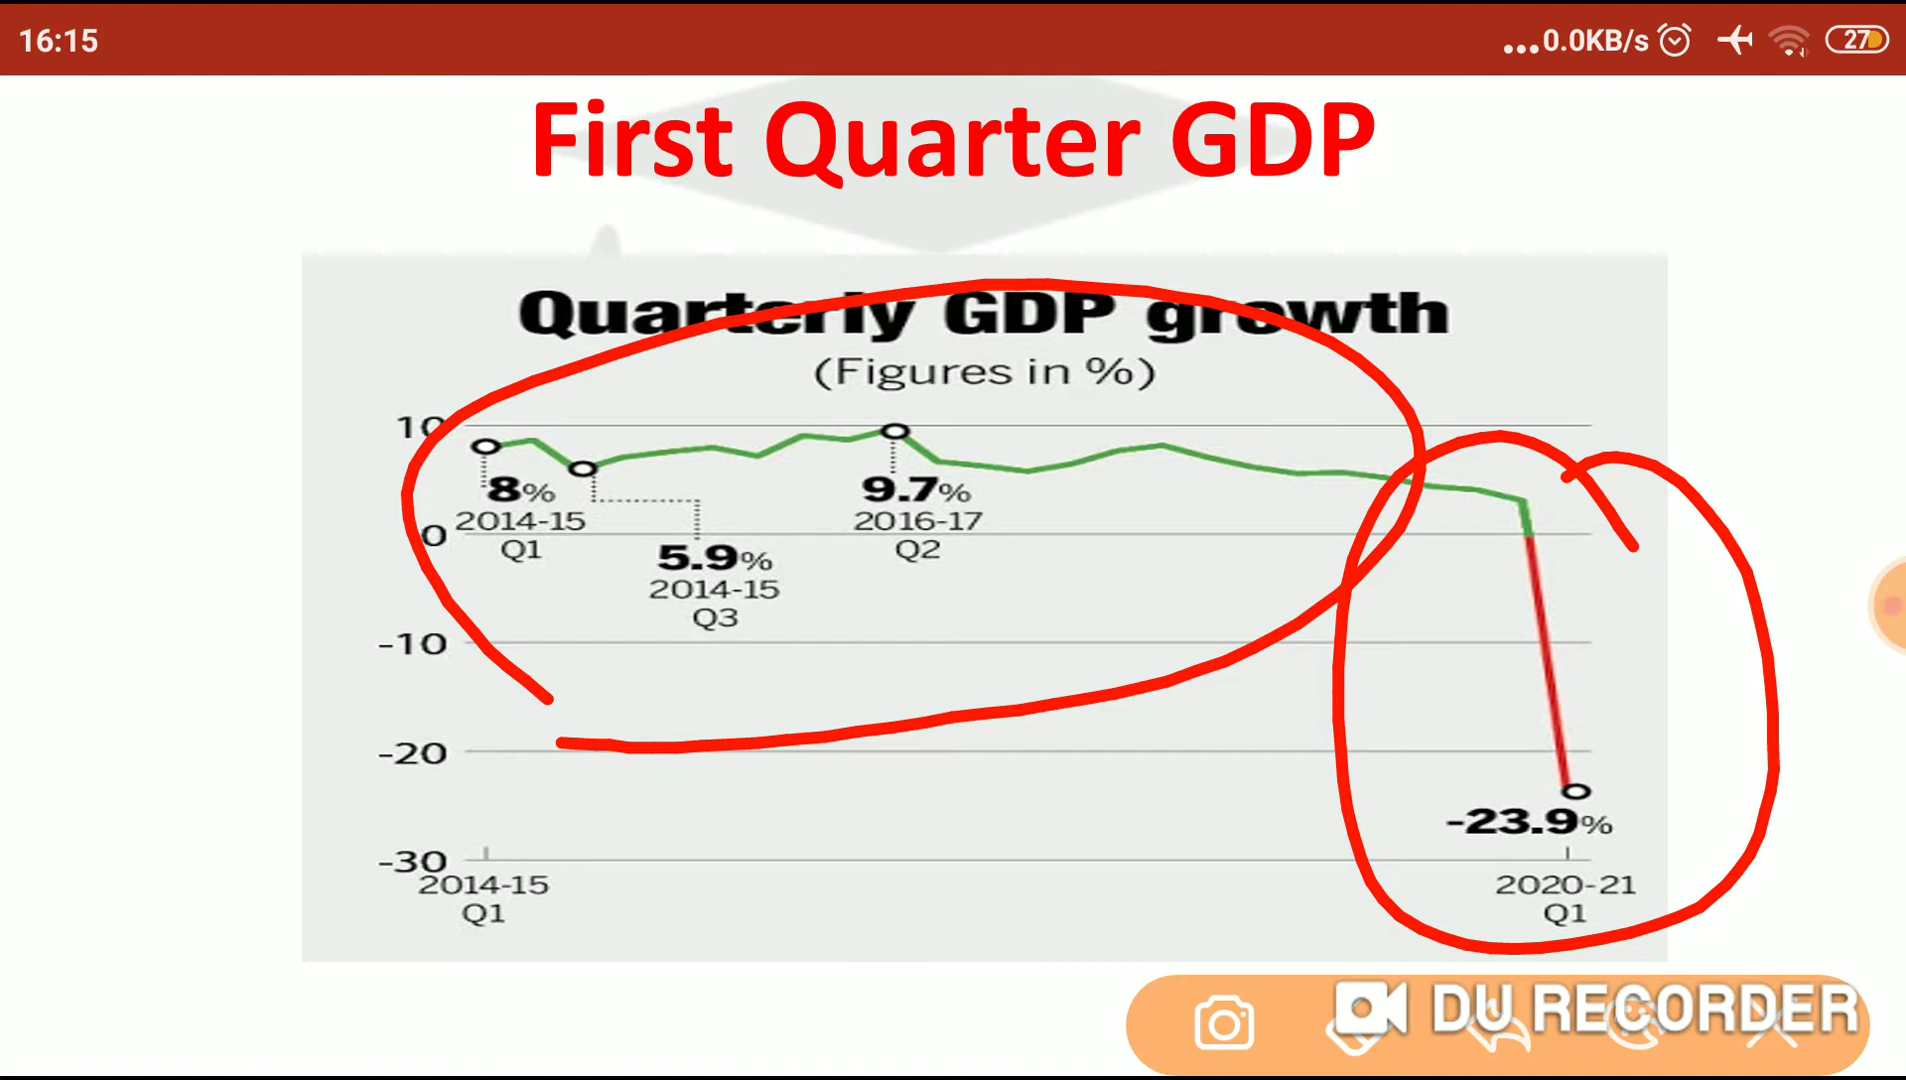 16:15
...0.0KB/s
27
First Quarter GDP
Quarterly GDP growth
(Figures in %)
10
0
-10
-20
-30
8%
2014-15
Q1
5.9%
2014-15
Q3
9.7%
2016-17
Q2
-23.9%
2014-15
Q1
2020-21
Q1
DU RECORDER